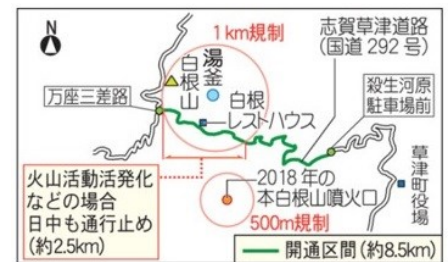 N
1km規制
志賀草津道路
(国道292号)
湯釜
白根山
万座三差路
白根
レストハウス
殺生河原
駐車場前
草津町役場
火山活動活発化
などの場合
日中も通行止め
(約2.5km)
2018年の
本白根山噴火口
500m規制
開通区間(約8.5km)